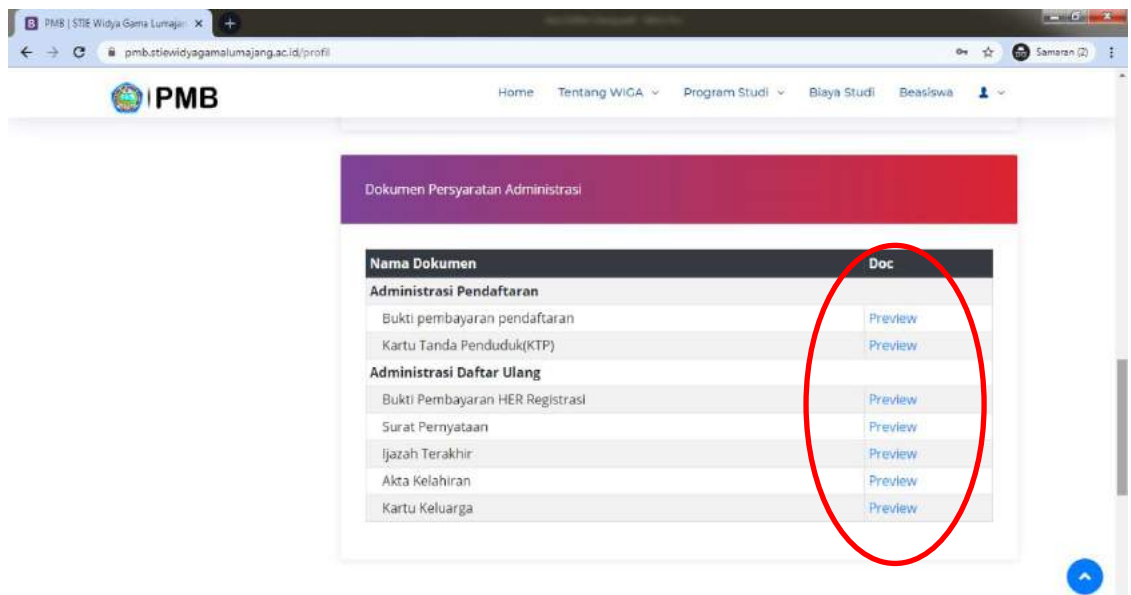 PMB | STIE Widya Gama Lumajan
pmb.stiewidyagamalumajang.ac.id/profil
Samaran (2)
PMB
Home Tentang WIGA Program Studi Biaya Studi Beasiswa
Dokumen Persyaratan Administrasi
Nama Dokumen Doc
Administrasi Pendaftaran
Bukti pembayaran pendaftaran Preview
Kartu Tanda Penduduk(KTP) Preview
Administrasi Daftar Ulang
Bukti Pembayaran HER Registrasi Preview
Surat Pernyataan Preview
Ijazah Terakhir Preview
Akta Kelahiran Preview
Kartu Keluarga Preview